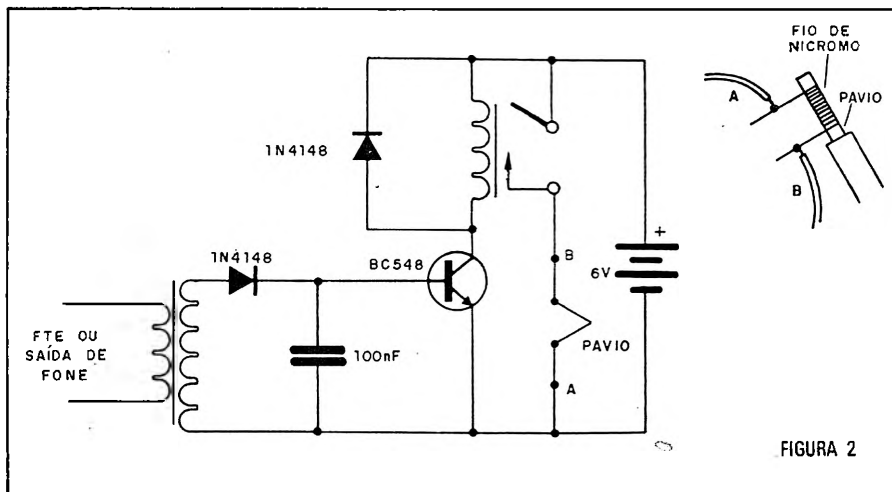 FIO DE
NICROMO
A
PAVIO
B
1N4148
1N4148
BC548
B
+
6V
FTE OU
SAÍDA DE
FONE
100nF
PAVIO
A
FIGURA 2